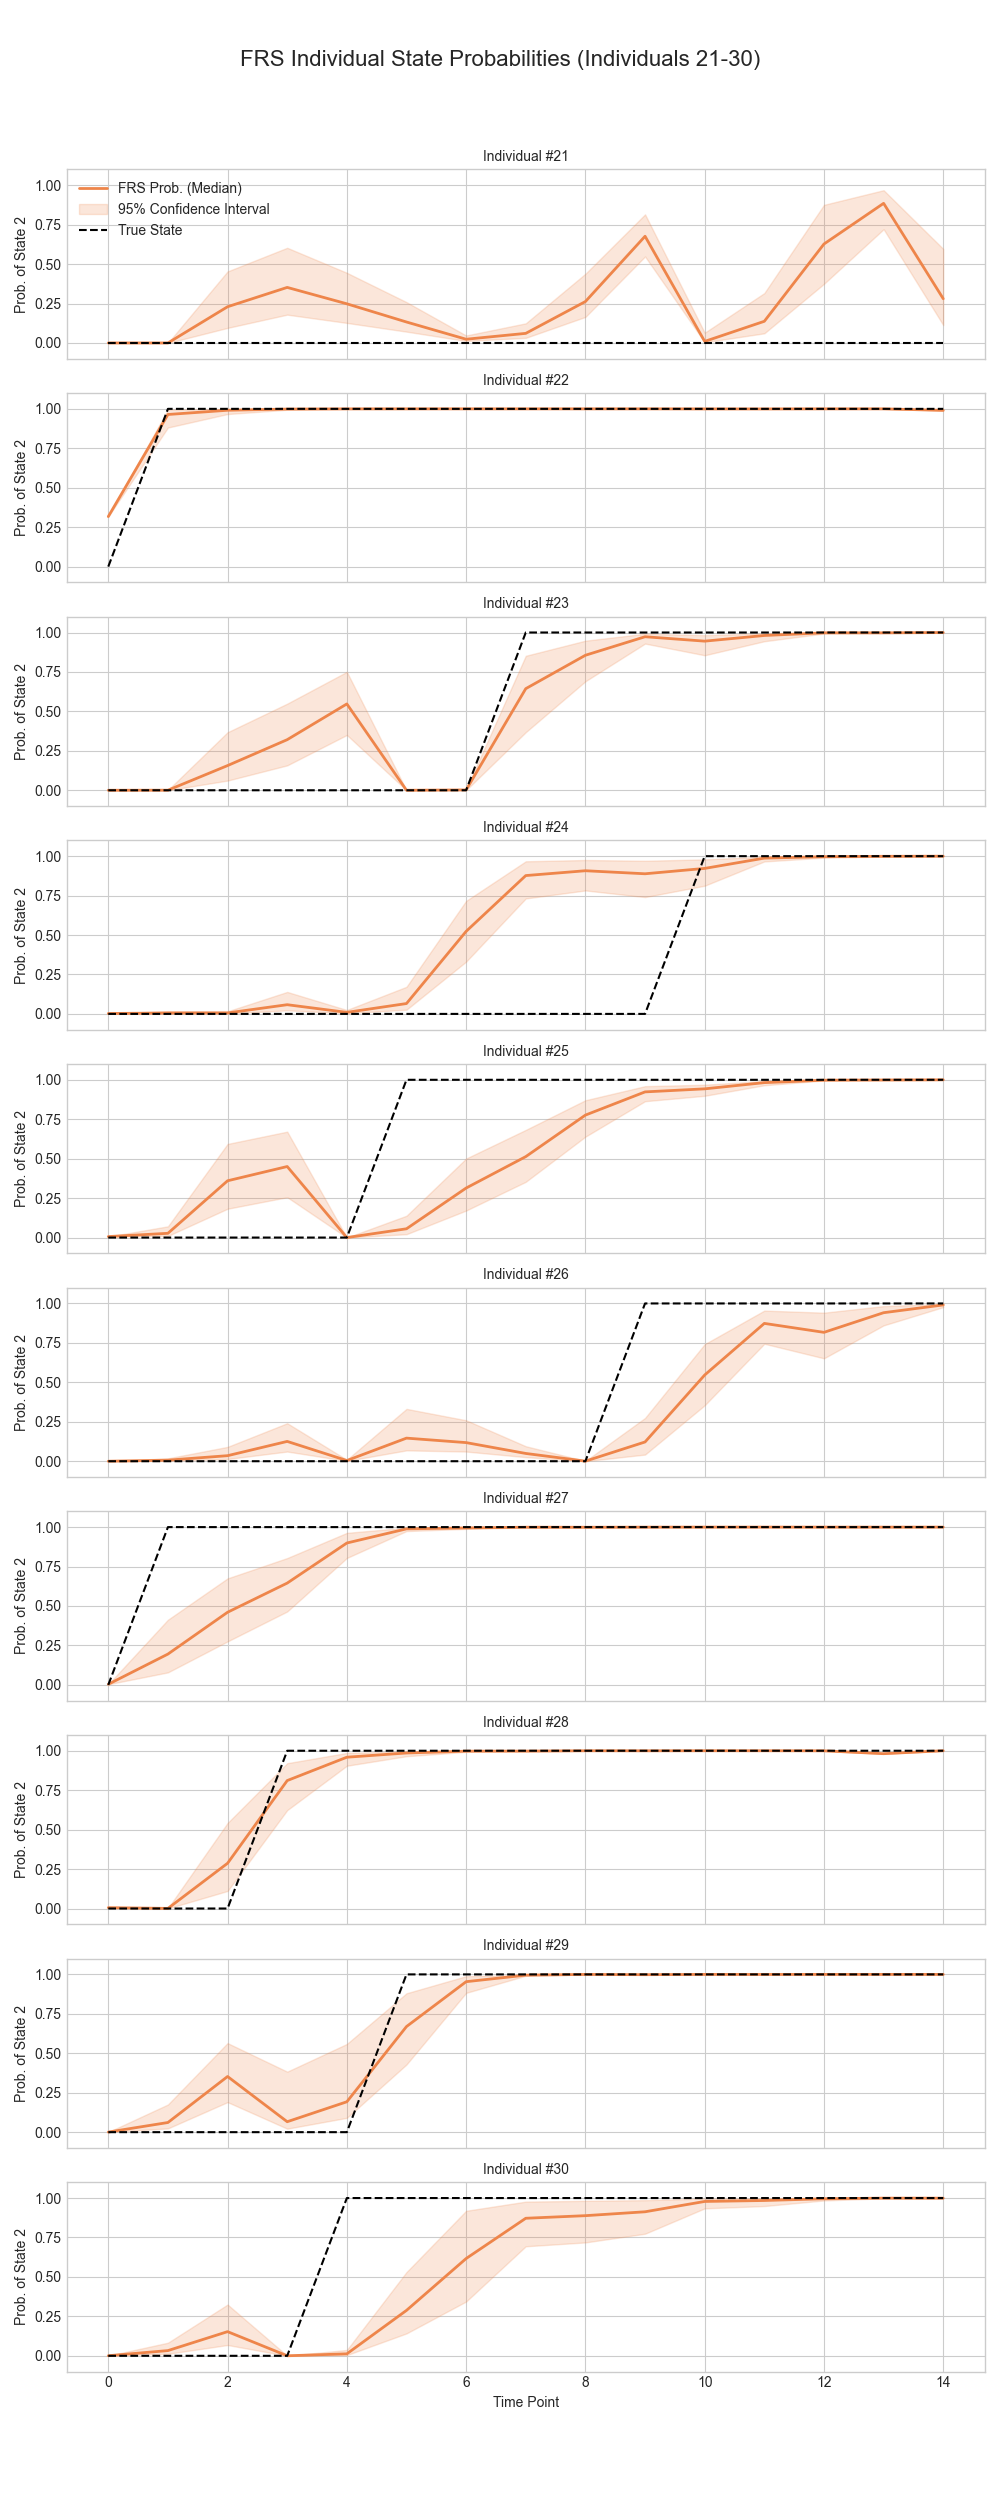 FRS Individual State Probabilities (Individuals 21-30)
Individual #21
FRS Prob. (Median)
95% Confidence Interval
True State
Prob. of State 2
1.00
0.75
0.50
0.25
0.00
Individual #22
Prob. of State 2
1.00
0.75
0.50
0.25
0.00
Individual #23
Prob. of State 2
1.00
0.75
0.50
0.25
0.00
Individual #24
Prob. of State 2
1.00
0.75
0.50
0.25
0.00
Individual #25
Prob. of State 2
1.00
0.75
0.50
0.25
0.00
Individual #26
Prob. of State 2
1.00
0.75
0.50
0.25
0.00
Individual #27
Prob. of State 2
1.00
0.75
0.50
0.25
0.00
Individual #28
Prob. of State 2
1.00
0.75
0.50
0.25
0.00
Individual #29
Prob. of State 2
1.00
0.75
0.50
0.25
0.00
Individual #30
Prob. of State 2
1.00
0.75
0.50
0.25
0.00
0 2 4 6 8 10 12 14
Time Point